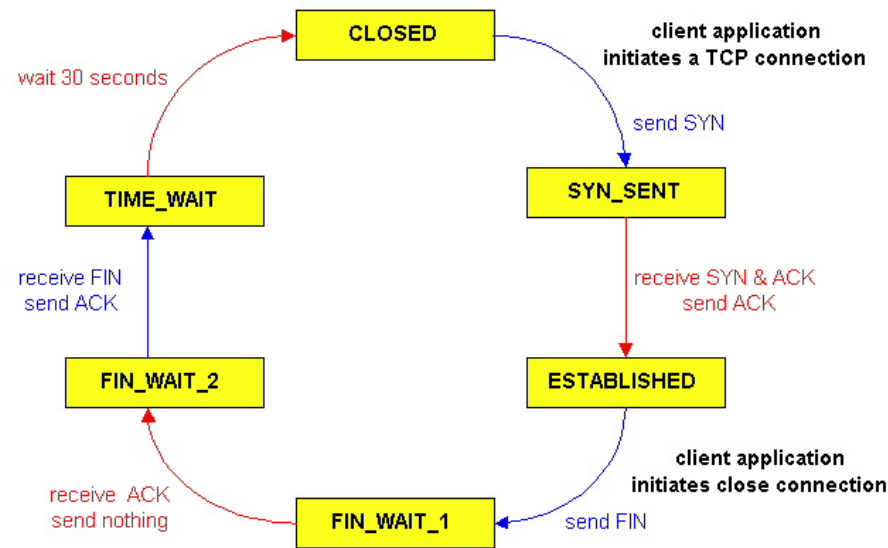 CLOSED
client application
initiates a TCP connection
wait 30 seconds
send SYN
TIME_WAIT
SYN_SENT
receive FIN
send ACK
receive SYN & ACK
send ACK
FIN_WAIT_2
ESTABLISHED
client application
initiates close connection
receive ACK
send nothing
FIN_WAIT_1
send FIN